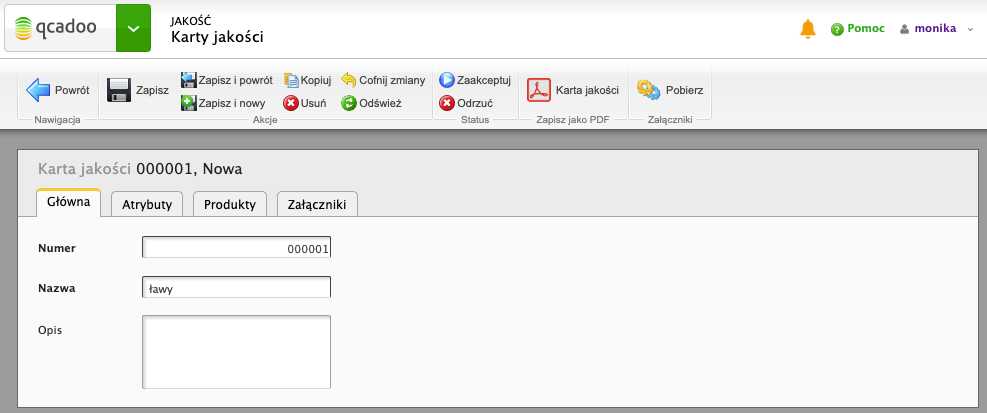 qcadoo
JAKOŚĆ
Karty jakości
Pomoc
monika
Powrót
Nawigacja
Zapisz
Zapisz i powrót
Kopiuj
Cofnij zmiany
Zapisz i nowy
Usuń
Odśwież
Akcje
Zaakceptuj
Odrzuć
Status
Karta jakości
Zapisz jako PDF
Pobierz
Załączniki
Karta jakości 000001, Nowa
Główna
Atrybuty
Produkty
Załączniki
Numer
000001
Nazwa
ławy
Opis